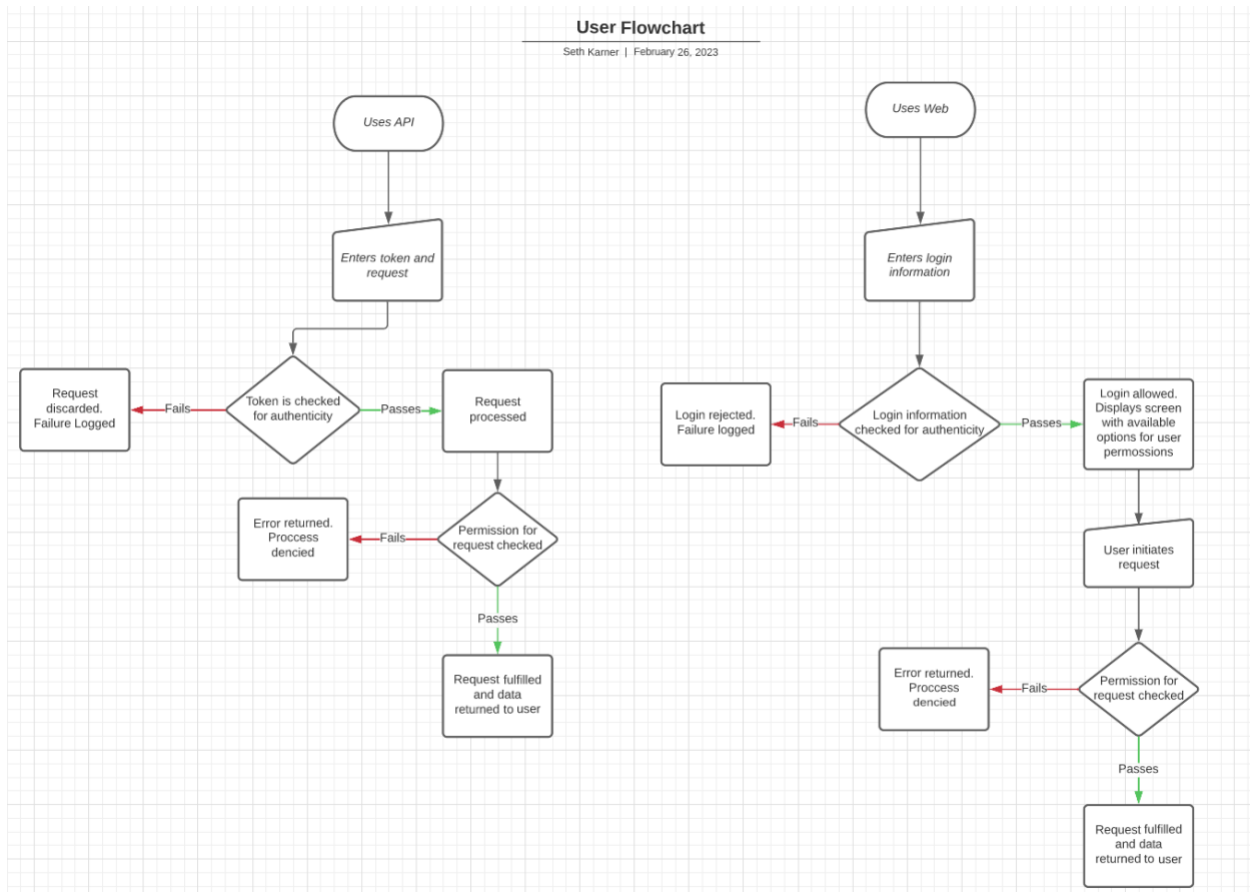 User Flowchart
Seth Karner | February 26, 2023
Uses API
Enters token and
request
Token is checked
for authenticity
Fails
Request
discarded.
Failure Logged
Passes
Request
processed
Permission for
request checked
Fails
Error returned.
Proccess
dencied
Passes
Request fulfilled
and data
returned to user
Uses Web
Enters login
information
Login information
checked for authenticity
Fails
Login rejected.
Failure logged
Passes
Login allowed.
Displays screen
with available
options for user
permossions
User initiates
request
Permission for
request checked
Fails
Error returned.
Proccess
dencied
Passes
Request fulfilled
and data
returned to user